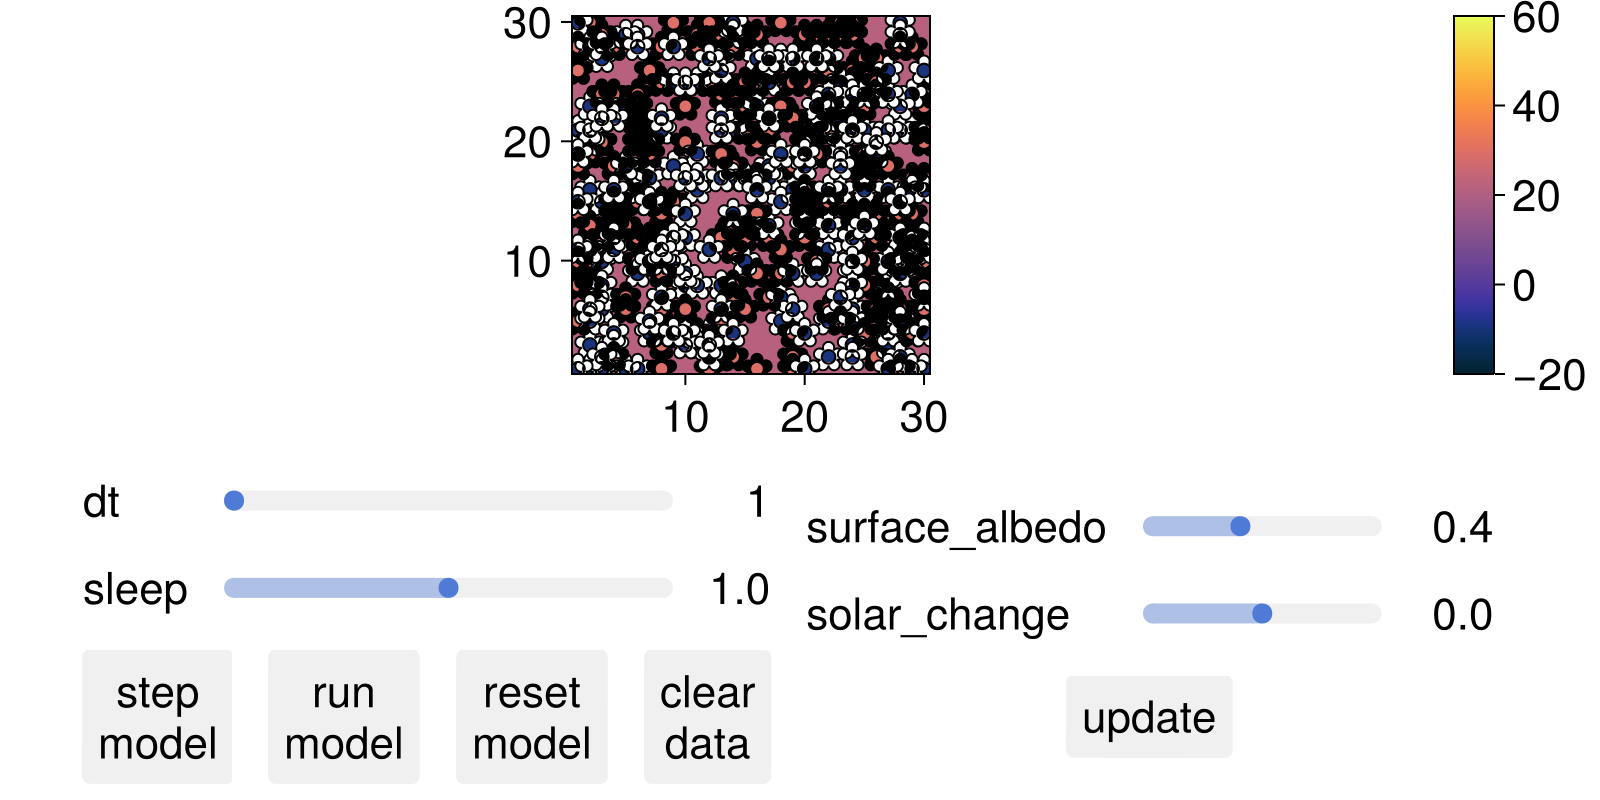 30
20
10
10 20 30
60
40
20
0
−20
dt 1
sleep 1.0
surface_albedo 0.4
solar_change 0.0
step
model
run
model
reset
model
clear
data
update